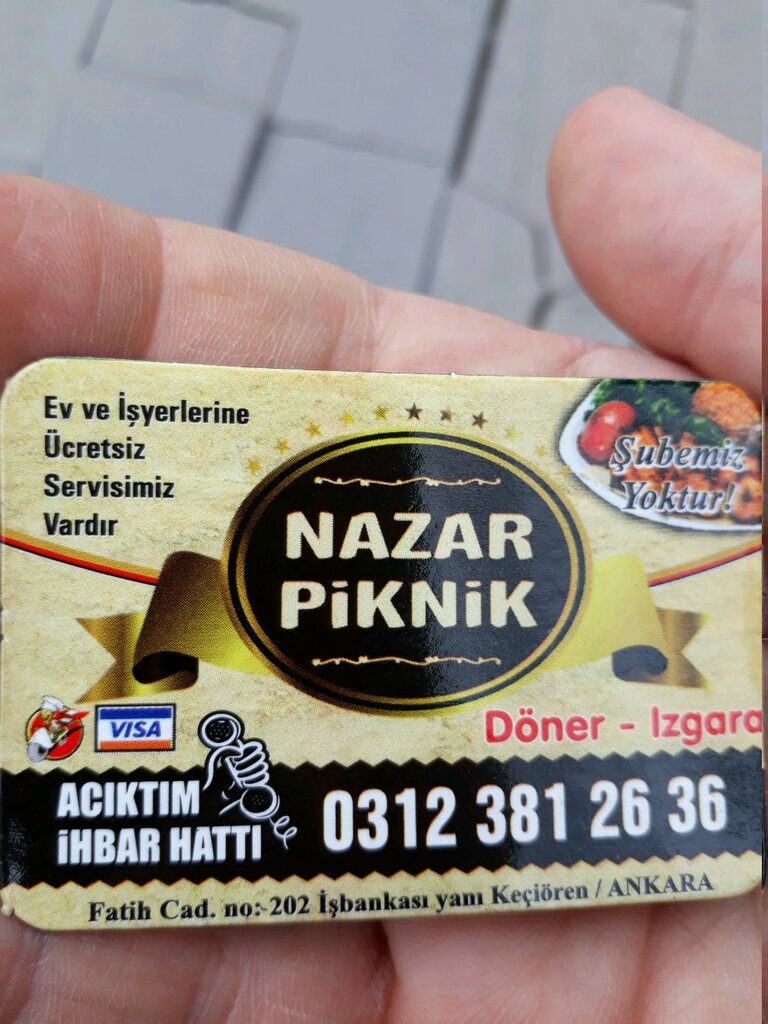 Ev ve İşyerlerine
Ücretsiz
Servisimiz
Vardır
Şubemiz
Yoktur!
NAZAR
PiKNiK
VISA
Döner - Izgara
ACIKTIM
iHBAR HATTI
0312 381 26 36
Fatih Cad. no:-202 İşbankası yanı Keçiören / ANKARA